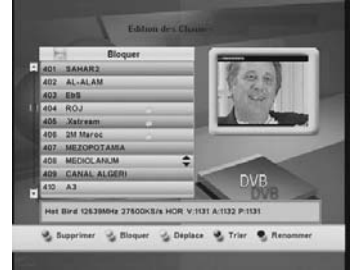 Edition des Chaines
Bloquer
401 SAHAR2
402 AL-ALAM
403 EbS
404 ROJ
405 .Xstream
406 2M Maroc
407 MEZOPOTAMIA
408 MEDIOLANUM
409 CANAL ALGERI
410 A3
DVB
DVB
Hot Bird 12639MHz 27500KS/s HOR V:1131 A:1132 P:1131
Supprimer Bloquer Déplace Trier Renommer